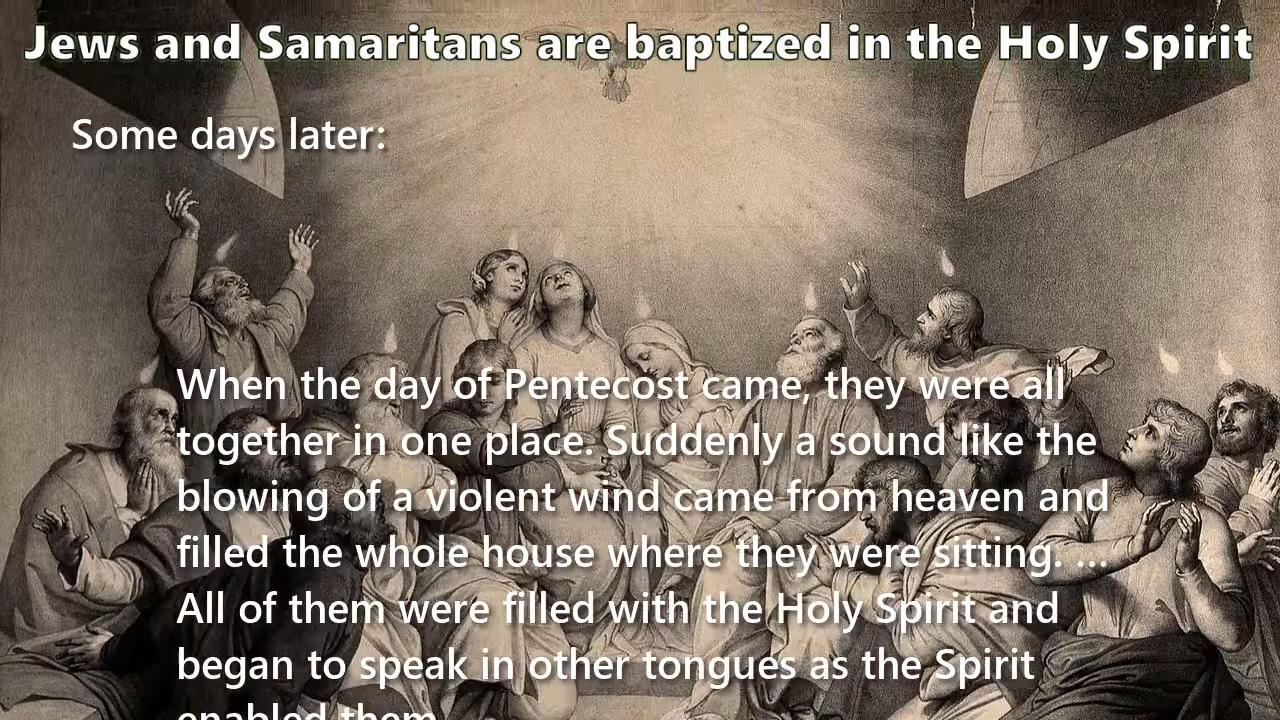 Jews and Samaritans are baptized in the Holy Spirit
Some days later:
When the day of Pentecost came, they were all
together in one place. Suddenly a sound like the
blowing of a violent wind came from heaven and
filled the whole house where they were sitting. ...
All of them were filled with the Holy Spirit and
began to speak in other tongues as the Spirit
enabled them